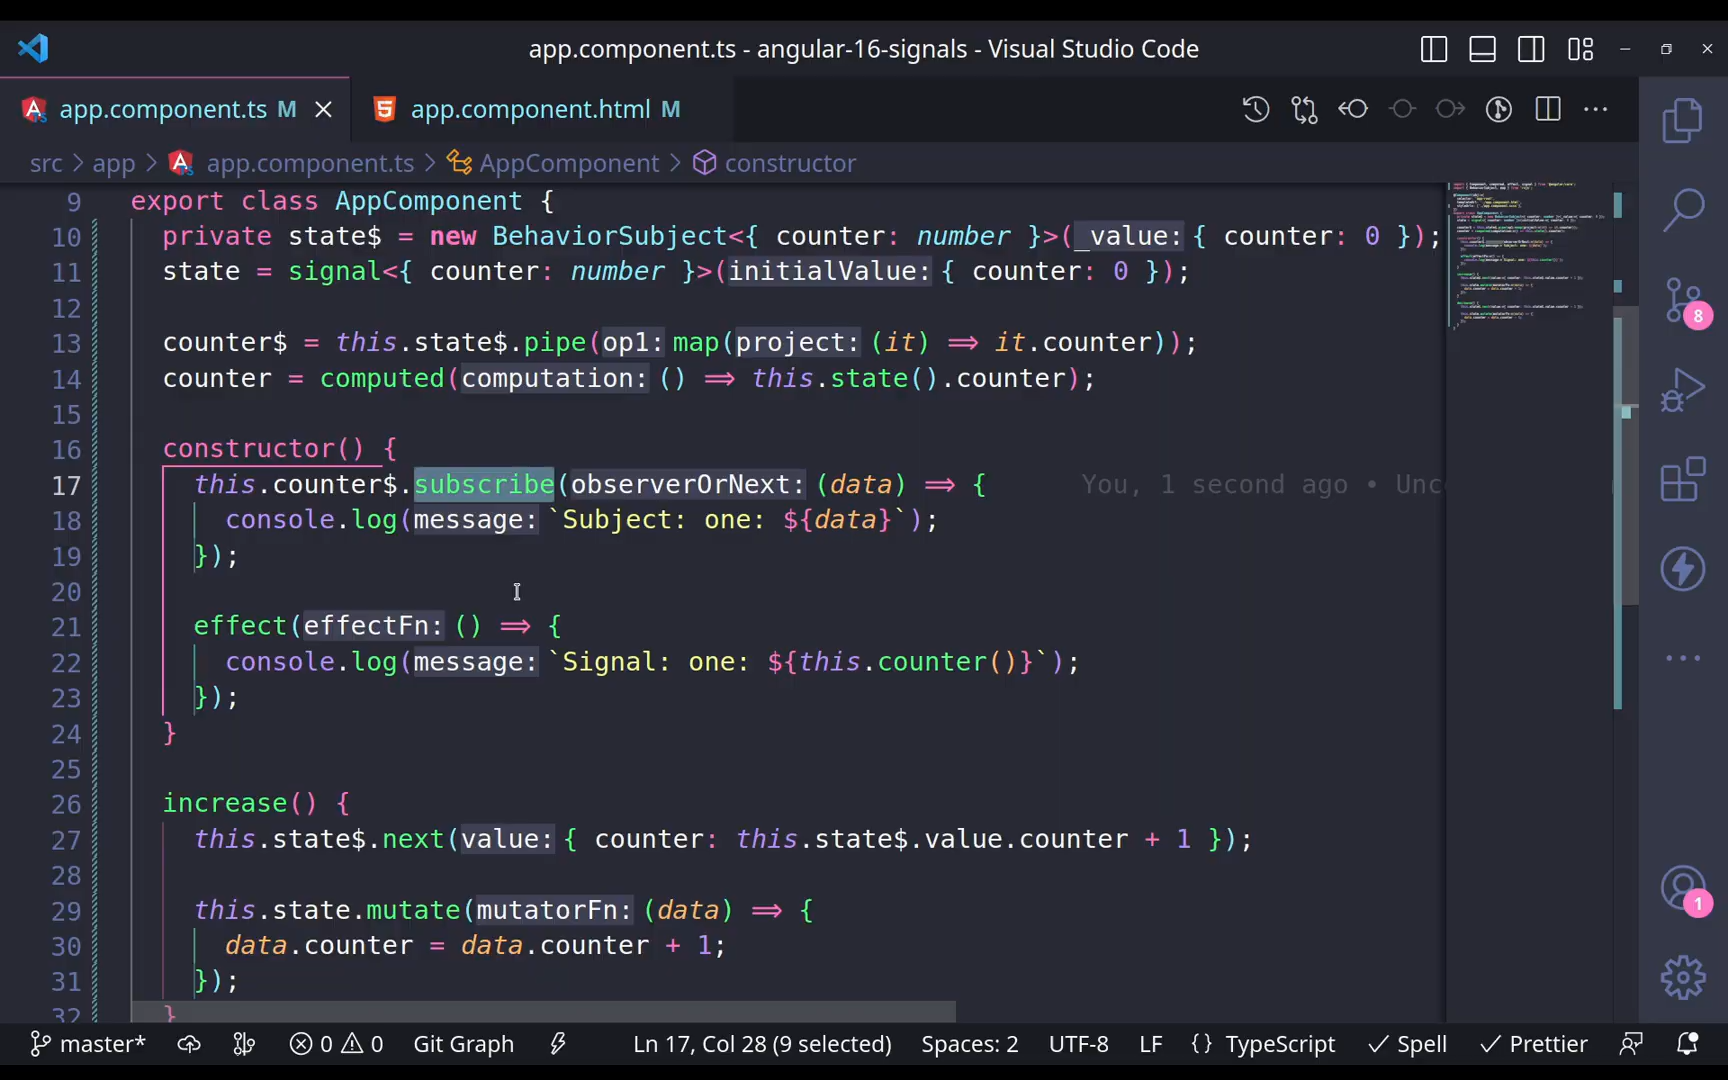 app.component.ts - angular-16-signals - Visual Studio Code
app.component.ts M
app.component.html M
src > app > app.component.ts > AppComponent > constructor
9 export class AppComponent {
10 private state$ = new BehaviorSubject<{ counter: number }>(_value: { counter: 0 });
11 state = signal<{ counter: number }>(initialValue: { counter: 0 });
12
13 counter$ = this.state$.pipe(op1: map(project: (it) => it.counter));
14 counter = computed(computation: () => this.state().counter);
15
16 constructor() {
17 this.counter$.subscribe(observerOrNext: (data) => { You, 1 second ago • Unc
18 console.log(message: `Subject: one: ${data}`);
19 });
20
21 effect(effectFn: () => {
22 console.log(message: `Signal: one: ${this.counter()}`);
23 });
24 }
25
26 increase() {
27 this.state$.next(value: { counter: this.state$.value.counter + 1 });
28
29 this.state.mutate(mutatorFn: (data) => {
30 data.counter = data.counter + 1;
31 });
32 }
8
1
master* 0 0 Git Graph Ln 17, Col 28 (9 selected) Spaces: 2 UTF-8 LF {} TypeScript Spell Prettier